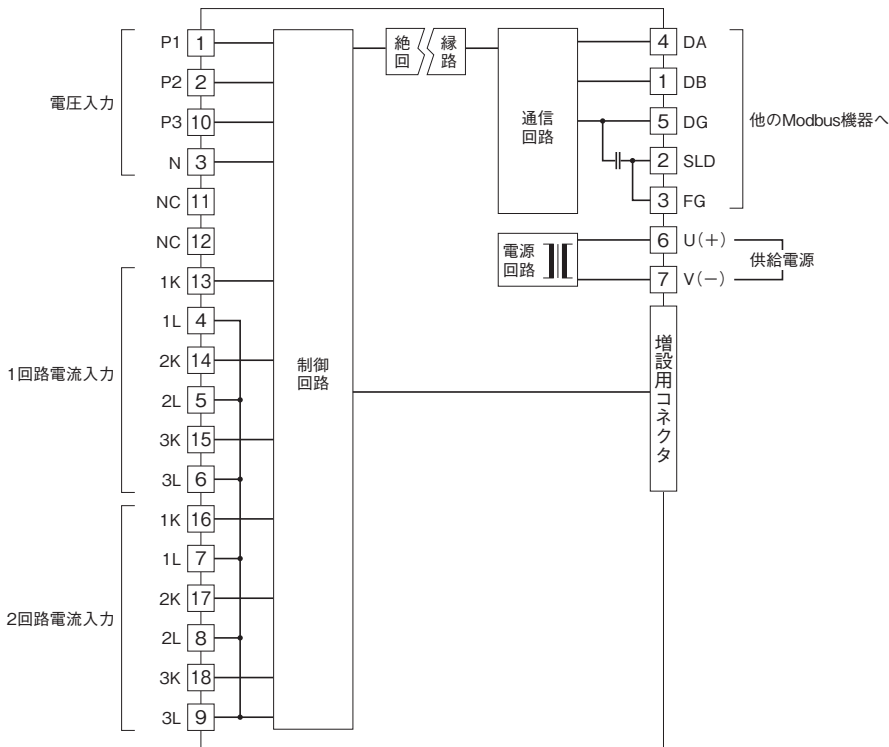 電圧入力
P1 1
P2 2
P3 10
N 3
NC 11
NC 12
1回路電流入力
1K 13
1L 4
2K 14
2L 5
3K 15
3L 6
2回路電流入力
1K 16
1L 7
2K 17
2L 8
3K 18
3L 9
制御
回路
絶縁
回路
通信
回路
4 DA
1 DB
5 DG
2 SLD
3 FG
他のModbus機器へ
電源
回路
6 U(+)
7 V(−)
供給電源
増設用コネクタ